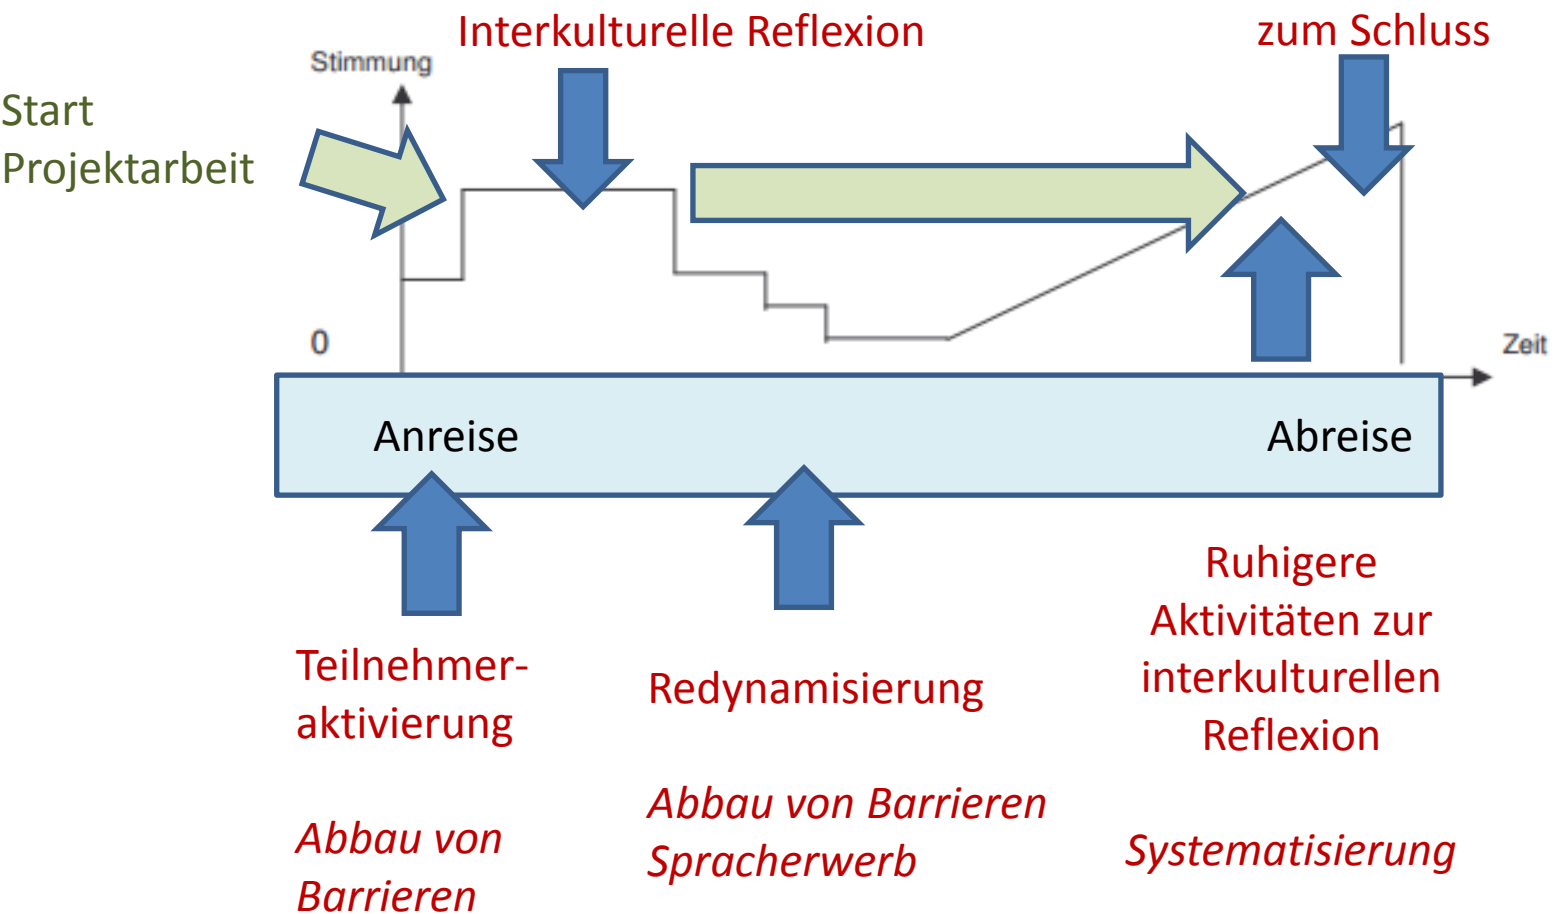 Interkulturelle Reflexion
zum Schluss
Stimmung
Start
Projektarbeit
0
Zeit
Anreise
Abreise
Teilnehmer-
aktivierung
Abbau von
Barrieren
Redynamisierung
Abbau von Barrieren
Spracherwerb
Ruhigere
Aktivitäten zur
interkulturellen
Reflexion
Systematisierung